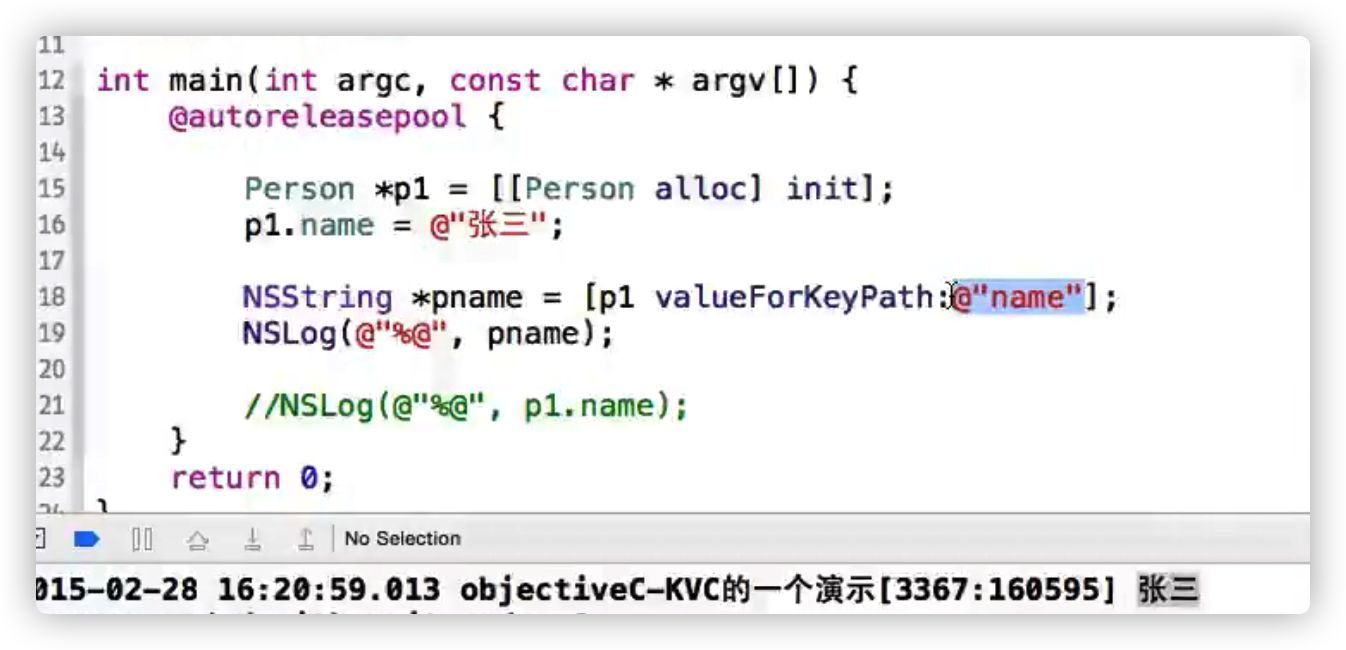 11
12 int main(int argc, const char * argv[]) {
13 @autoreleasepool {
14
15 Person *p1 = [[Person alloc] init];
16 p1.name = @"张三";
17
18 NSString *pname = [p1 valueForKeyPath:@"name"];
19 NSLog(@"%@", pname);
20
21 //NSLog(@"%@", p1.name);
22 }
23 return 0;
24 }
No Selection
015-02-28 16:20:59.013 objectiveC-KVC的一个演示[3367:160595] 张三